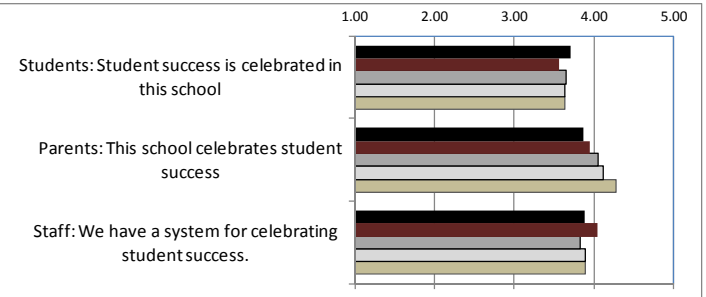 1.00 2.00 3.00 4.00 5.00
Students: Student success is celebrated in
this school
Parents: This school celebrates student
success
Staff: We have a system for celebrating
student success.